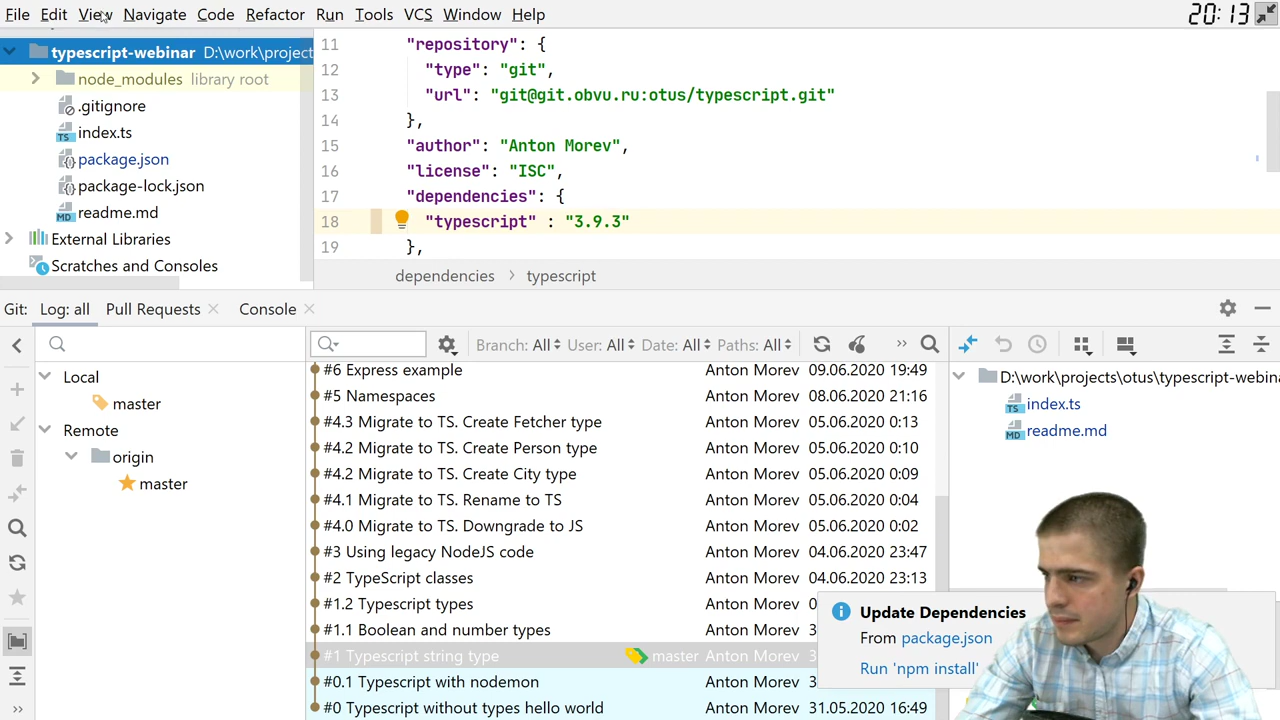 File Edit View Navigate Code Refactor Run Tools VCS Window Help
20:13
typescript-webinar D:\work\project
node_modules library root
.gitignore
index.ts
package.json
package-lock.json
readme.md
External Libraries
Scratches and Consoles
11 "repository": {
12 "type": "git",
13 "url": "git@git.obvu.ru:otus/typescript.git"
14 },
15 "author": "Anton Morev",
16 "license": "ISC",
17 "dependencies": {
18 "typescript" : "3.9.3"
19 },
dependencies > typescript
Git: Log: all Pull Requests Console
Branch: All User: All Date: All Paths: All
Local
master
Remote
origin
master
#6 Express example Anton Morev 09.06.2020 19:49
#5 Namespaces Anton Morev 08.06.2020 21:16
#4.3 Migrate to TS. Create Fetcher type Anton Morev 05.06.2020 0:13
#4.2 Migrate to TS. Create Person type Anton Morev 05.06.2020 0:10
#4.2 Migrate to TS. Create City type Anton Morev 05.06.2020 0:09
#4.1 Migrate to TS. Rename to TS Anton Morev 05.06.2020 0:04
#4.0 Migrate to TS. Downgrade to JS Anton Morev 05.06.2020 0:02
#3 Using legacy NodeJS code Anton Morev 04.06.2020 23:47
#2 TypeScript classes Anton Morev 04.06.2020 23:13
#1.2 Typescript types Anton Morev
#1.1 Boolean and number types Anton Morev
#1 Typescript string type master Anton Morev
#0.1 Typescript with nodemon Anton Morev
#0 Typescript without types hello world Anton Morev 31.05.2020 16:49
D:\work\projects\otus\typescript-webina
index.ts
readme.md
Update Dependencies
From package.json
Run 'npm install'